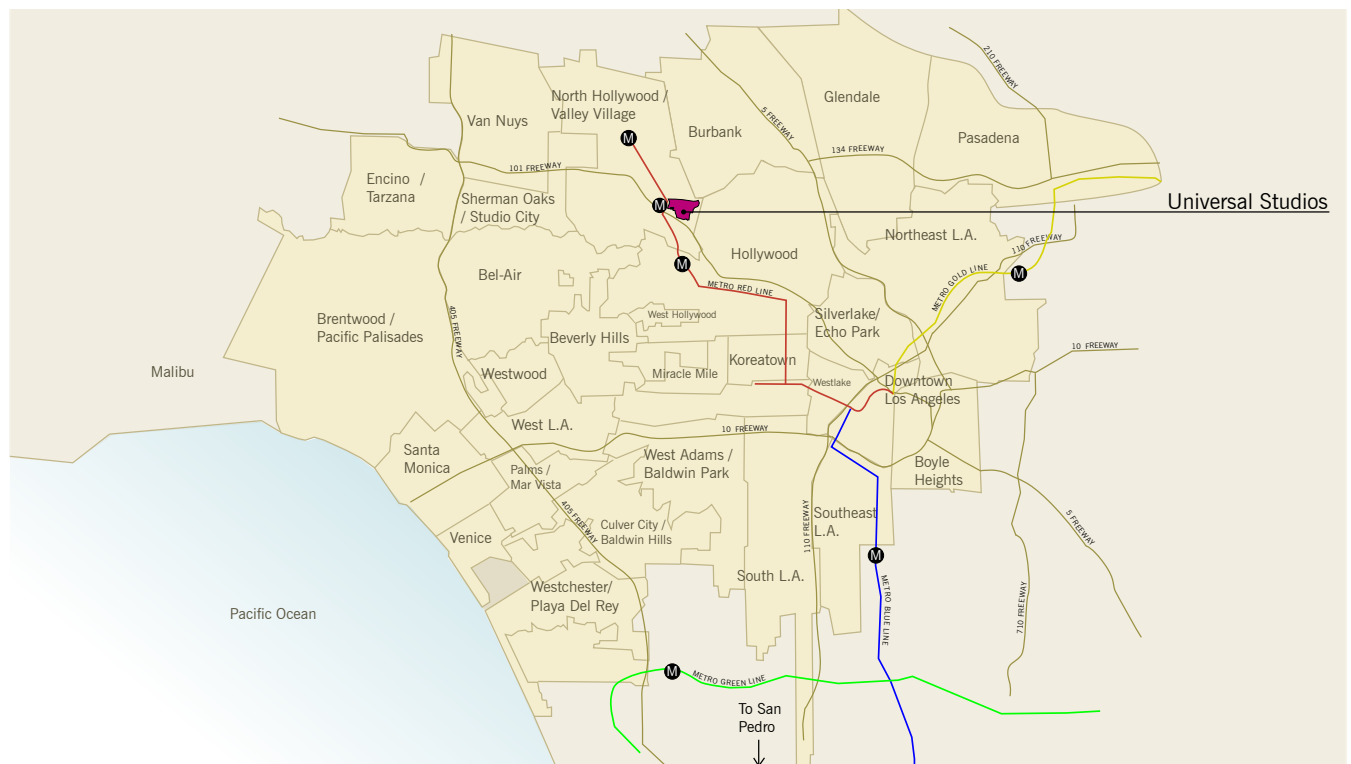 210 FREEWAY
Glendale
North Hollywood /
Valley Village
Van Nuys
5 FREEWAY
Burbank
Pasadena
M
134 FREEWAY
101 FREEWAY
Encino /
Tarzana
Sherman Oaks
/ Studio City
M
Universal Studios
Northeast L.A.
110 FREEWAY
Hollywood
M
Bel-Air
M
METRO GOLD LINE
METRO RED LINE
West Hollywood
Silverlake/
Echo Park
Brentwood /
Pacific Palisades
405 FREEWAY
Beverly Hills
10 FREEWAY
Koreatown
Malibu
Westwood
Miracle Mile
Westlake
Downtown
Los Angeles
West L.A.
10 FREEWAY
Santa
Monica
West Adams /
Baldwin Park
Boyle
Heights
Palms /
Mar Vista
405 FREEWAY
110 FREEWAY
Southeast
L.A.
5 FREEWAY
Venice
Culver City /
Baldwin Hills
M
South L.A.
METRO BLUE LINE
710 FREEWAY
Westchester/
Playa Del Rey
Pacific Ocean
M
METRO GREEN LINE
To San
Pedro